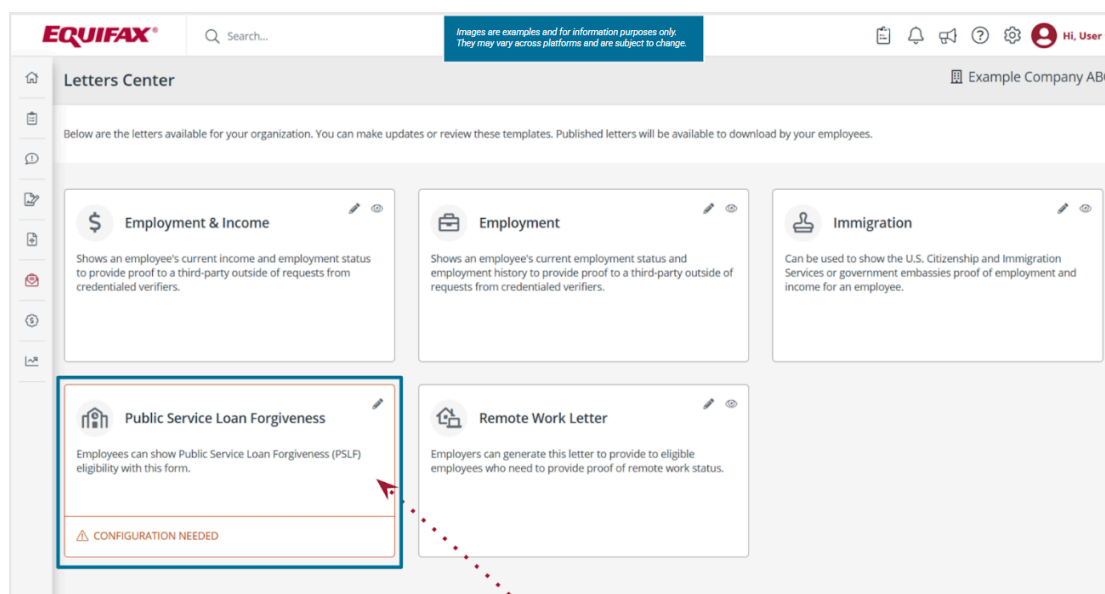 EQUIFAX®
Search...
Images are examples and for information purposes only.
They may vary across platforms and are subject to change.
Hi, User
Letters Center
Example Company ABC
Below are the letters available for your organization. You can make updates or review these templates. Published letters will be available to download by your employees.
Employment & Income
Shows an employee's current income and employment status
to provide proof to a third-party outside of requests from
credentialed verifiers.
Employment
Shows an employee's current employment status and
employment history to provide proof to a third-party outside of
requests from credentialed verifiers.
Immigration
Can be used to show the U.S. Citizenship and Immigration
Services or government embassies proof of employment and
income for an employee.
Public Service Loan Forgiveness
Employees can show Public Service Loan Forgiveness (PSLF)
eligibility with this form.
CONFIGURATION NEEDED
Remote Work Letter
Employers can generate this letter to provide to eligible
employees who need to provide proof of remote work status.